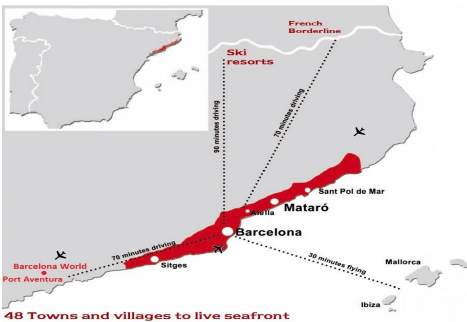 French
Borderline
Ski
resorts
90 minutes driving
70 minutes driving
Sant Pol de Mar
Alella
Mataró
Barcelona
70 minutes driving
Barcelona World
Port Aventura
Sitges
30 minutes flying
Mallorca
Ibiza
48 Towns and villages to live seafront